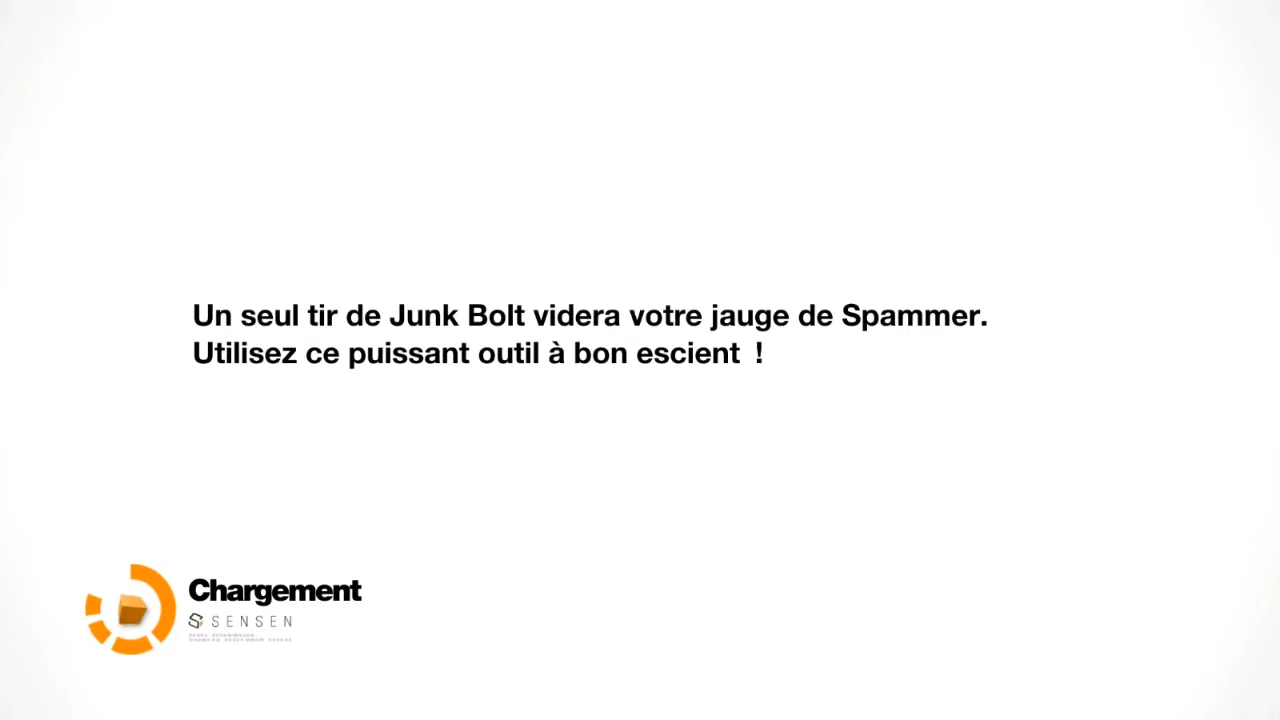 Un seul tir de Junk Bolt videra votre jauge de Spammer.
Utilisez ce puissant outil à bon escient  !
Chargement
SENSEN